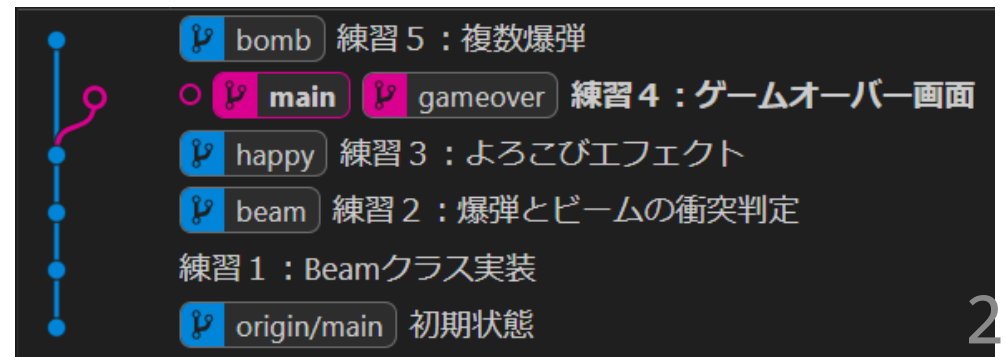 bomb 練習5：複数爆弾
main gameover 練習4：ゲームオーバー画面
happy 練習3：よろこびエフェクト
beam 練習2：爆弾とビームの衝突判定
練習1：Beamクラス実装
origin/main 初期状態
2